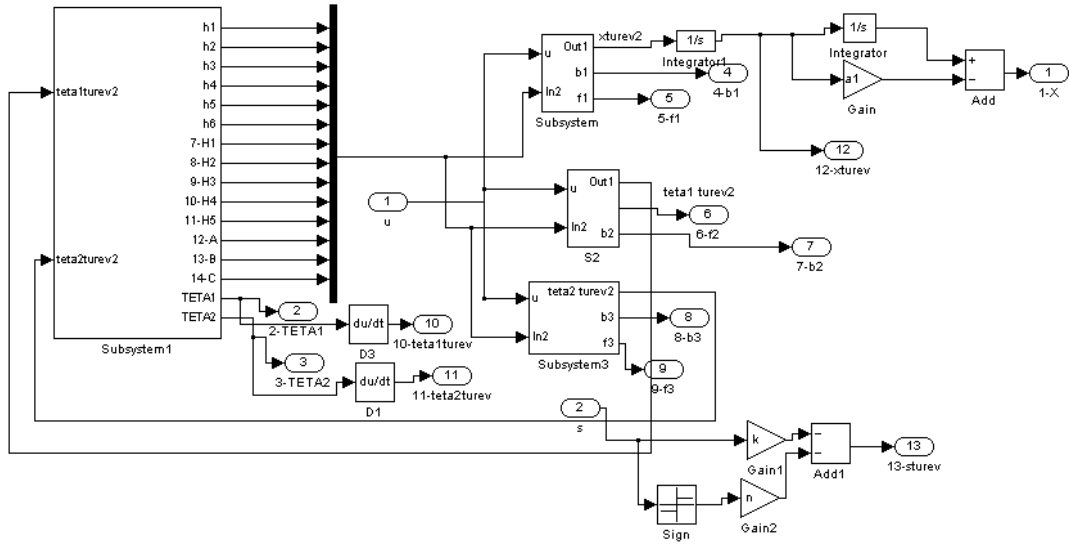 h1
h2
h3
h4
h5
h6
7-H1
8-H2
9-H3
10-H4
11-H5
12-A
13-B
14-C
TETA1
TETA2
teta1turev2
teta2turev2
Subsystem1
2
2-TETA1
3
3-TETA2
du/dt
D3
10
10-teta1turev
du/dt
D1
11
11-teta2turev
1
u
u
In2
Out1
b1
f1
Subsystem
xturev2
1/s
Integrator1
4
4-b1
5
5-f1
1/s
Integrator
a1
Gain
+
−
Add
1
1-X
12
12-xturev
u
In2
Out1
b2
S2
teta1 turev2
6
6-f2
7
7-b2
u
In2
teta2 turev2
b3
f3
Subsystem3
8
8-b3
9
9-f3
2
s
k
Gain1
Sign
n
Gain2
−
−
Add1
13
13-sturev